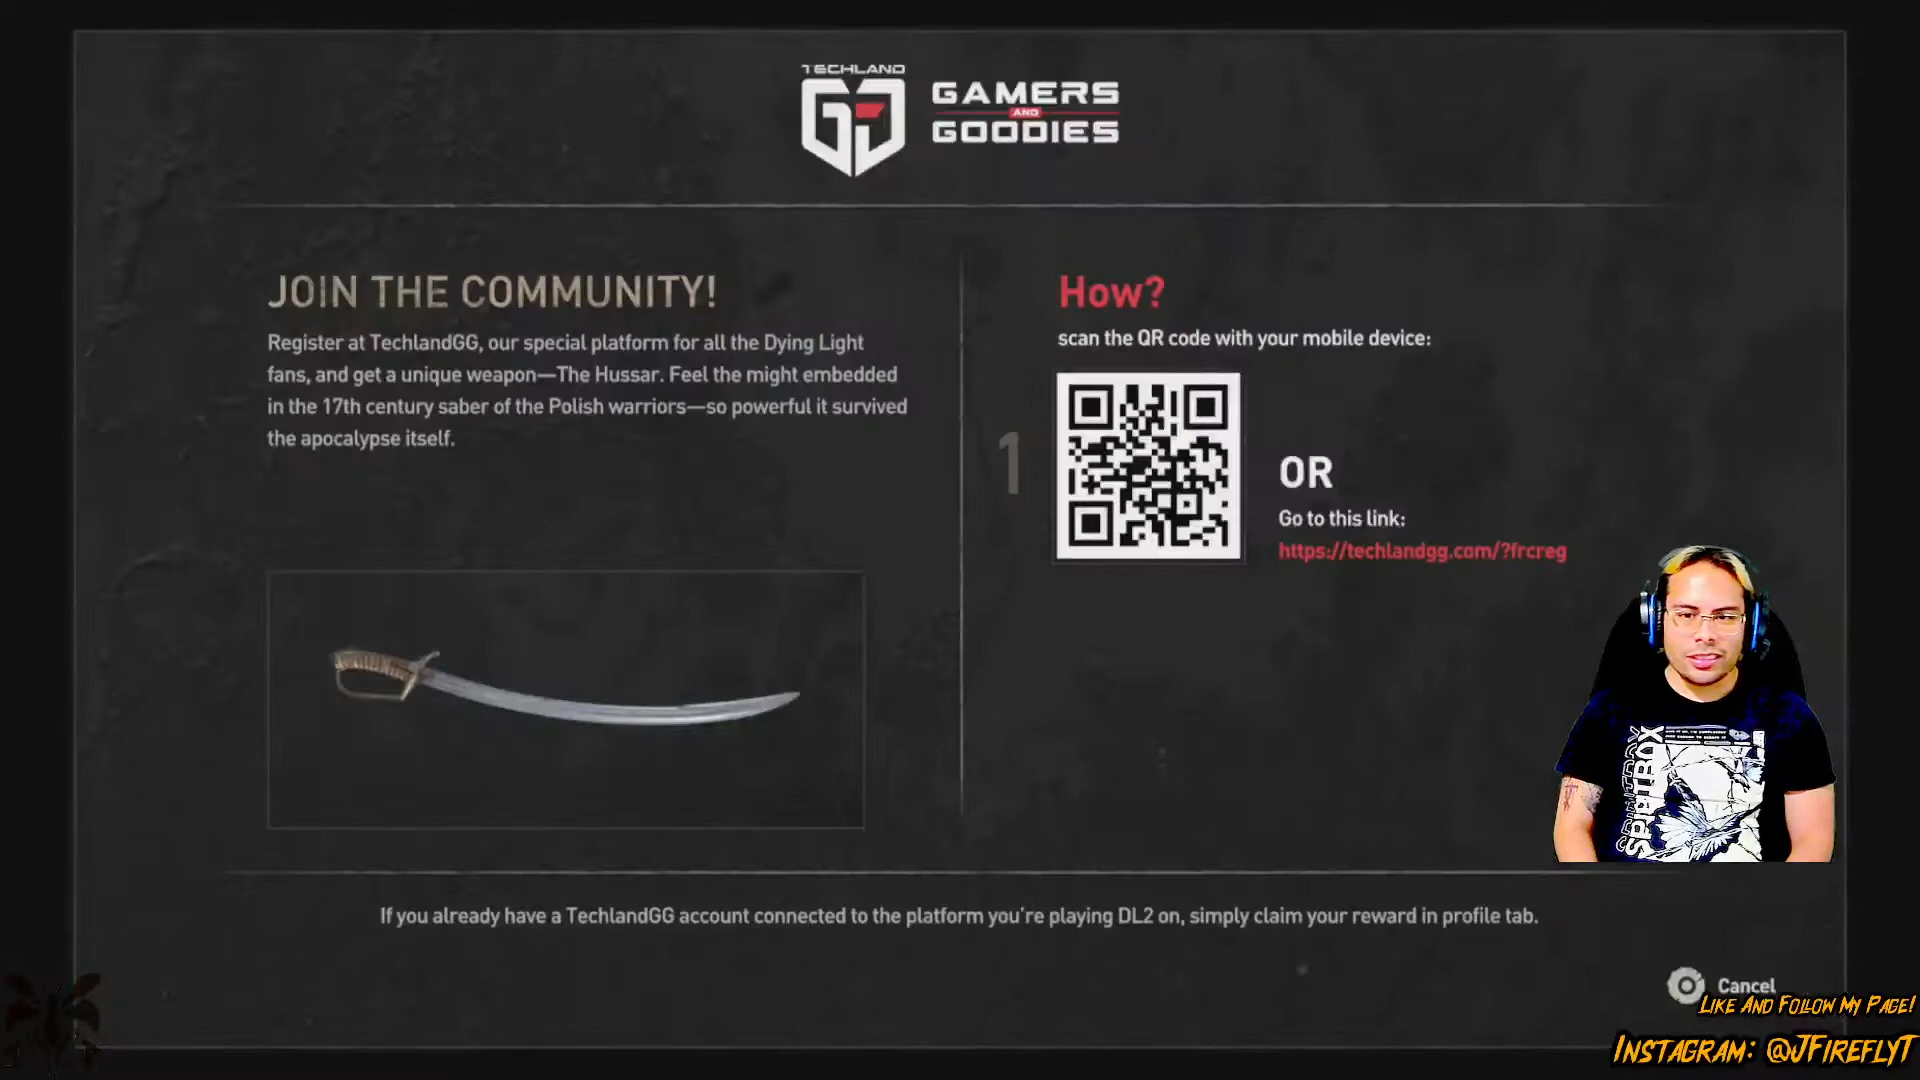 TECHLAND
GAMERS
AND
GOODIES
JOIN THE COMMUNITY!
Register at TechlandGG, our special platform for all the Dying Light
fans, and get a unique weapon—The Hussar. Feel the might embedded
in the 17th century saber of the Polish warriors—so powerful it survived
the apocalypse itself.
How?
scan the QR code with your mobile device:
1
OR
Go to this link:
https://techlandgg.com/?frcreg
SPIRITBOX
If you already have a TechlandGG account connected to the platform you're playing DL2 on, simply claim your reward in profile tab.
Cancel
Like And Follow My Page!
Instagram: @JFireflyT